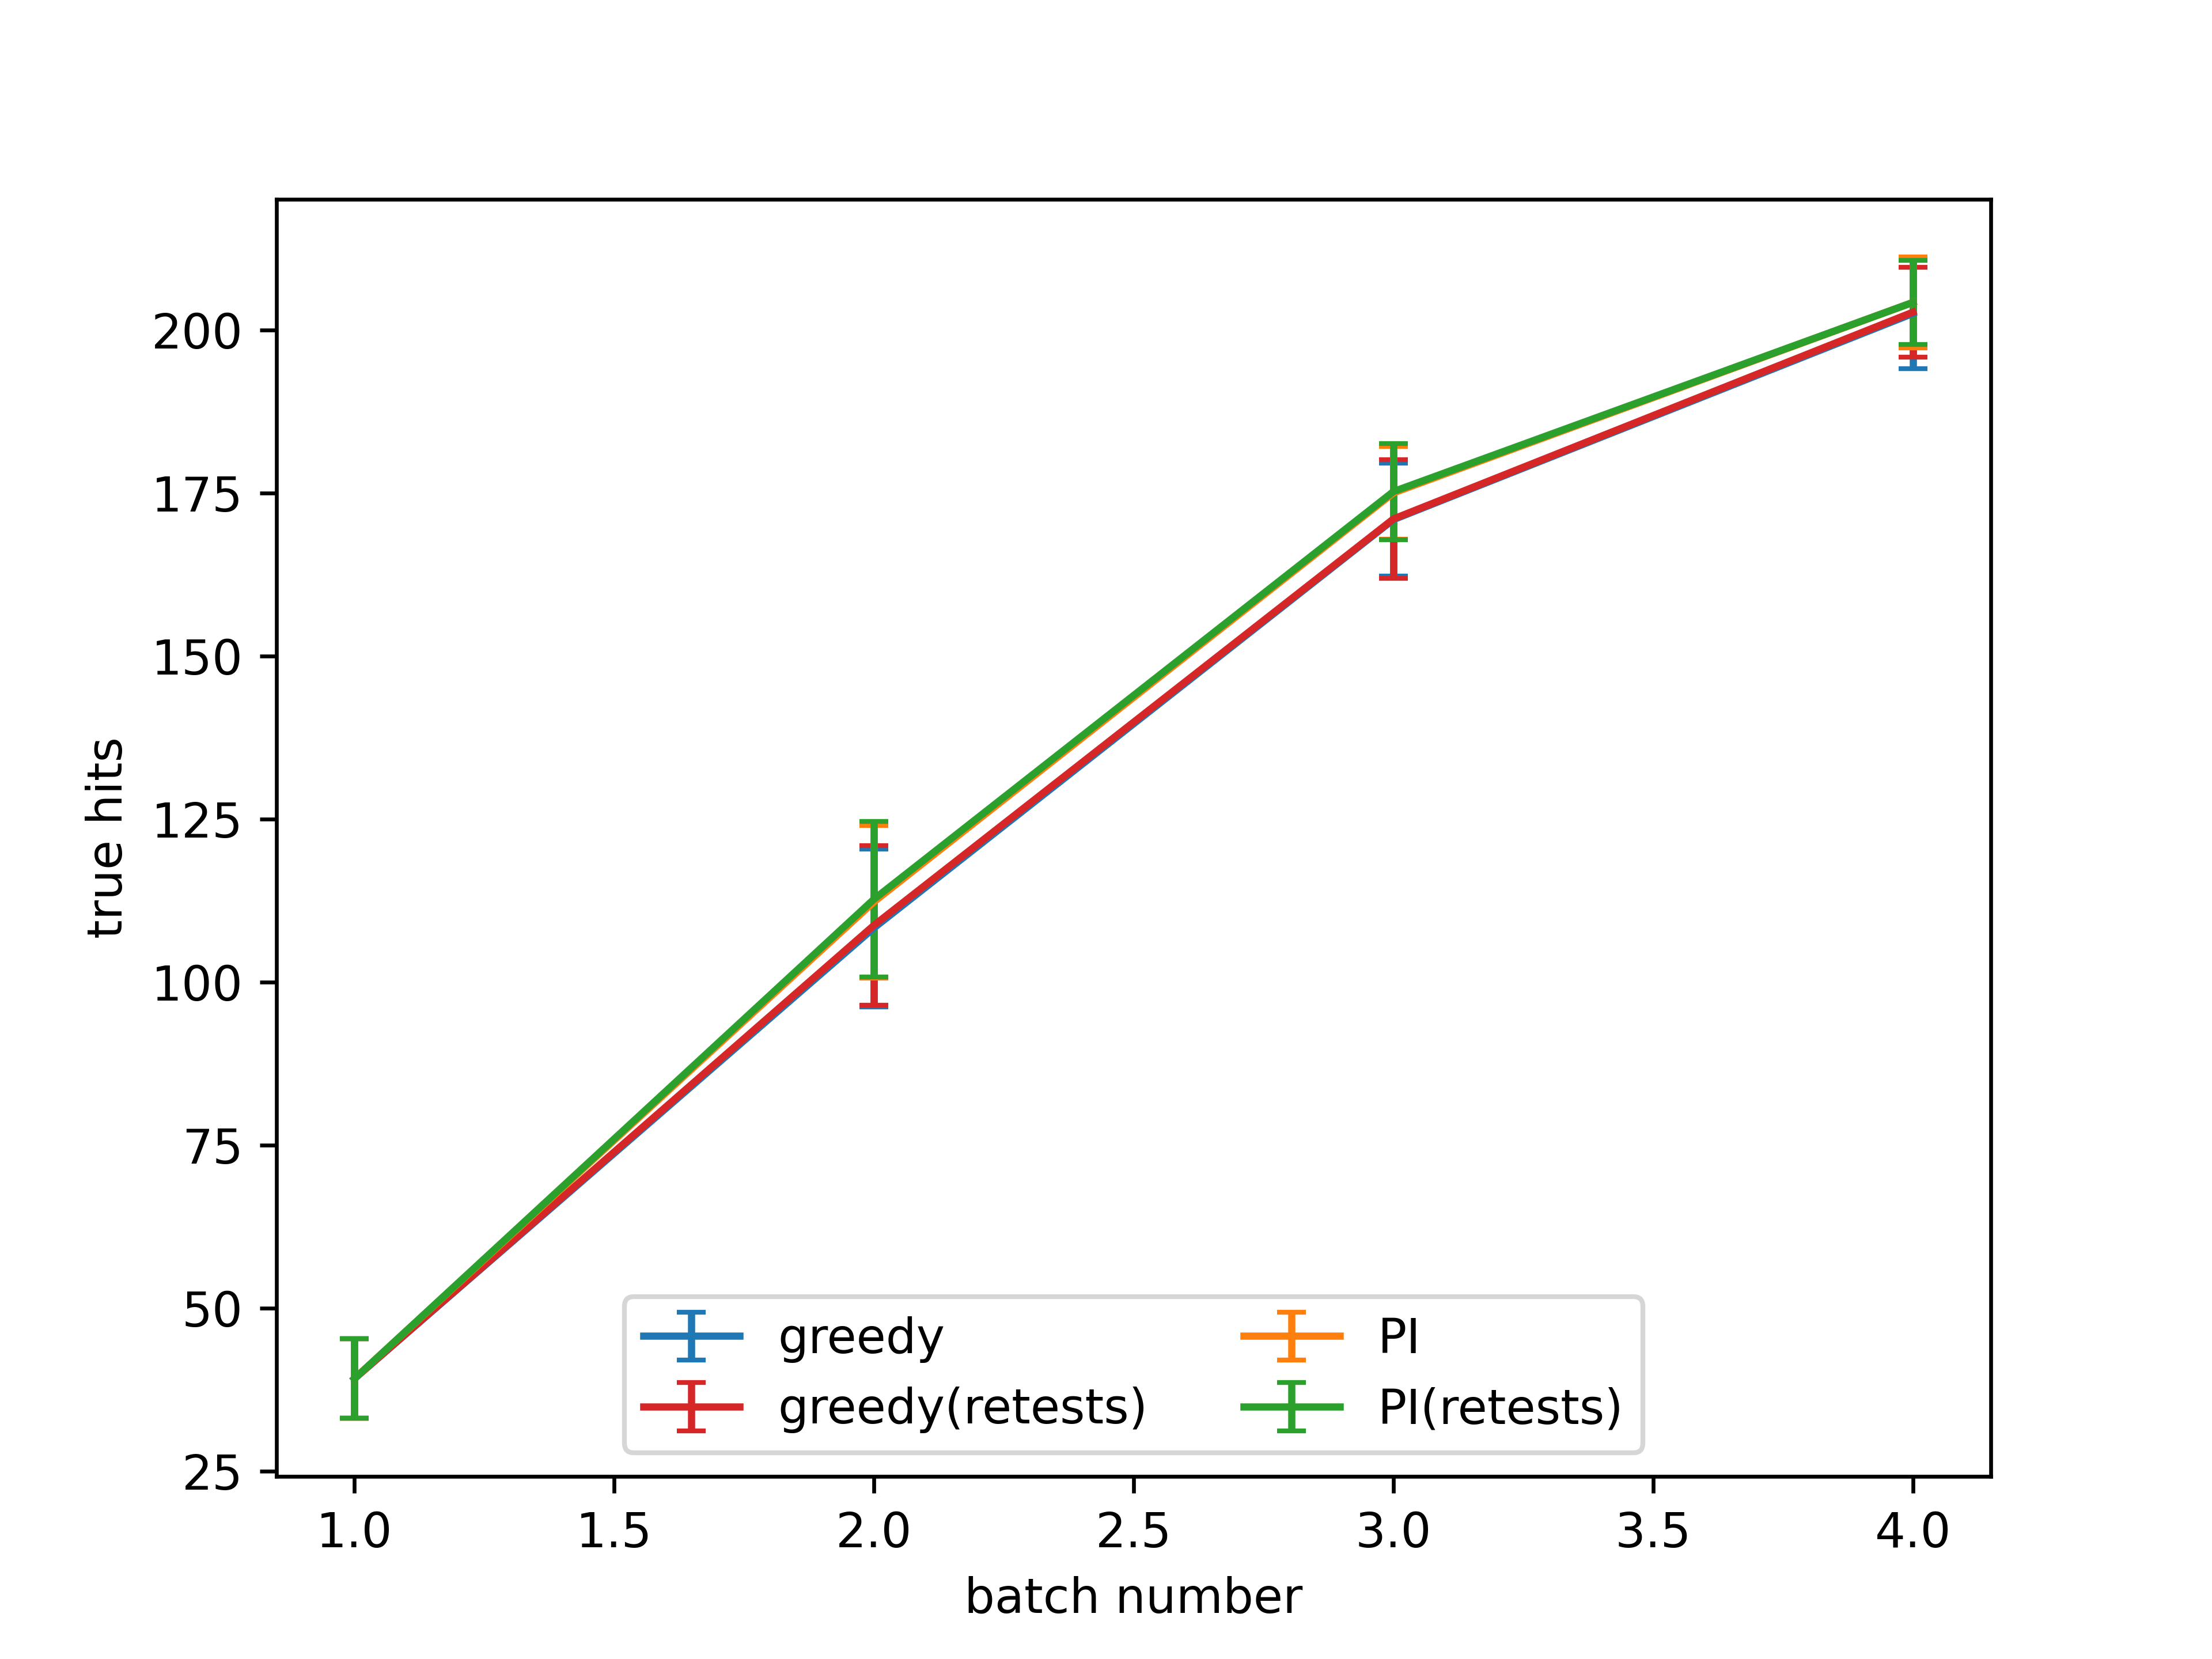 200
175
150
125
100
75
50
25
true hits
greedy
greedy(retests)
PI
PI(retests)
1.0 1.5 2.0 2.5 3.0 3.5 4.0
batch number